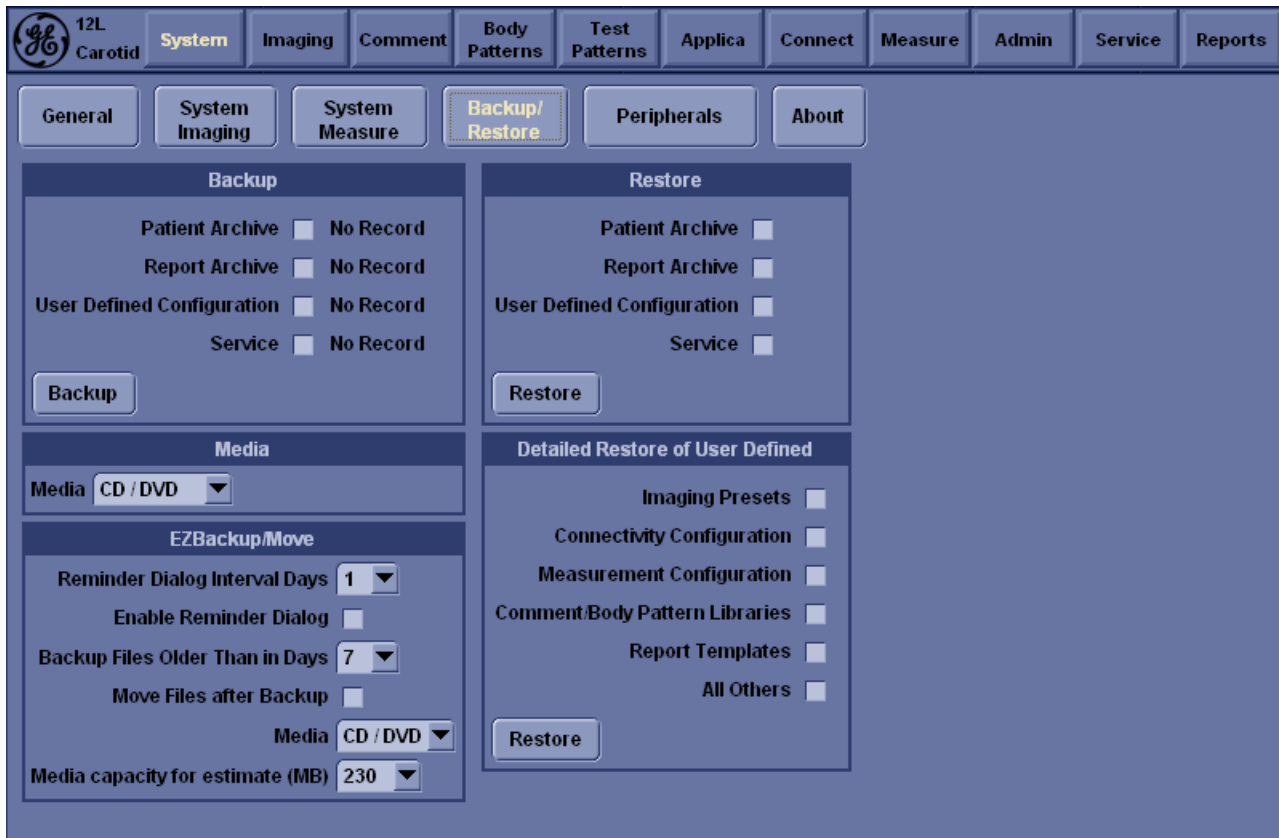 12L
Carotid
System
Imaging
Comment
Body
Patterns
Test
Patterns
Applica
Connect
Measure
Admin
Service
Reports
General
System
Imaging
System
Measure
Backup/
Restore
Peripherals
About
Backup
Patient Archive No Record
Report Archive No Record
User Defined Configuration No Record
Service No Record
Backup
Media
Media CD / DVD
EZBackup/Move
Reminder Dialog Interval Days 1
Enable Reminder Dialog
Backup Files Older Than in Days 7
Move Files after Backup
Media CD / DVD
Media capacity for estimate (MB) 230
Restore
Patient Archive
Report Archive
User Defined Configuration
Service
Restore
Detailed Restore of User Defined
Imaging Presets
Connectivity Configuration
Measurement Configuration
Comment/Body Pattern Libraries
Report Templates
All Others
Restore